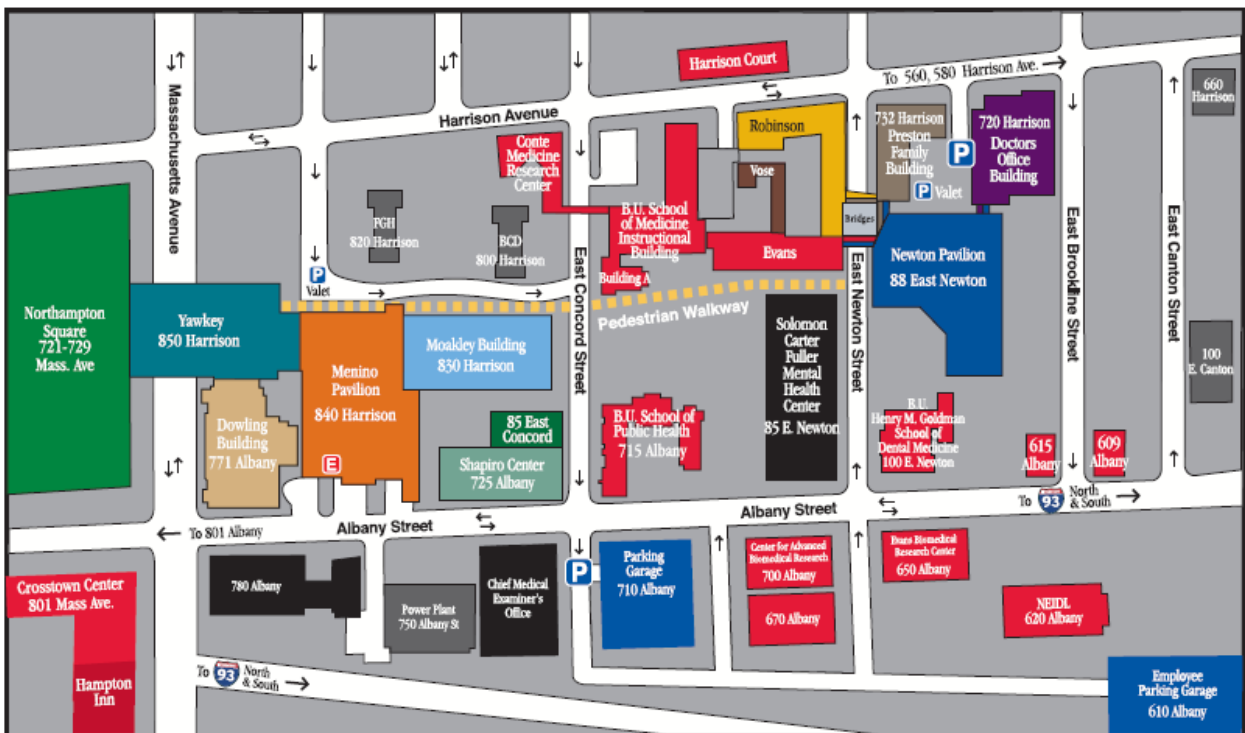 Harrison Court
To 560, 580 Harrison Ave.
660
Harrison
Massachusetts Avenue
Harrison Avenue
Conte
Medicine
Research
Center
Robinson
Vose
732 Harrison
Preston
Family
Building
P
P Valet
720 Harrison
Doctors
Office
Building
FGH
820 Harrison
BCD
800 Harrison
B.U. School
of Medicine
Instructional
Building
Building A
Evans
Bridges
Newton Pavilion
88 East Newton
East Brookline Street
East Canton Street
P
Valet
East Concord Street
Pedestrian Walkway
East Newton Street
Northampton
Square
721-729
Mass. Ave
Yawkey
850 Harrison
Menino
Pavilion
840 Harrison
E
Moakley Building
830 Harrison
Solomon
Carter
Fuller
Mental
Health
Center
85 E. Newton
100
E. Canton
Dowling
Building
771 Albany
85 East
Concord
Shapiro Center
725 Albany
B.U. School of
Public Health
715 Albany
B.U.
Henry M. Goldman
School of
Dental Medicine
100 E. Newton
615
Albany
609
Albany
To 93 North
& South
To 801 Albany
Albany Street
Albany Street
Crosstown Center
801 Mass Ave.
Hampton
Inn
780 Albany
Power Plant
750 Albany St
Chief Medical
Examiner's
Office
P
Parking
Garage
710 Albany
Center for Advanced
Biomedical Research
700 Albany
670 Albany
Evans Biomedical
Research Center
650 Albany
NEIDL
620 Albany
To 93 North
& South
Employee
Parking Garage
610 Albany